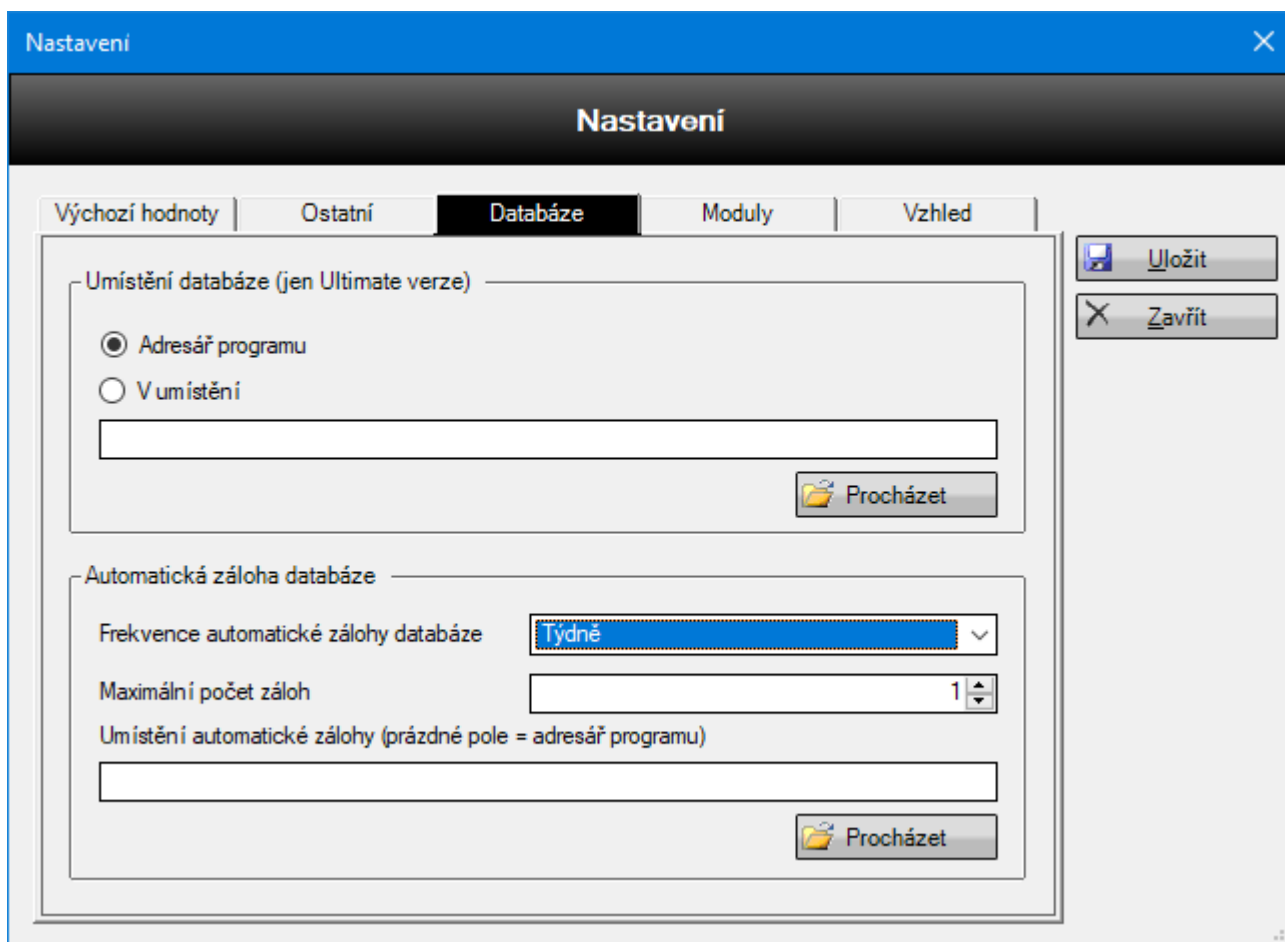 Nastavení
Nastavení
Výchozí hodnoty Ostatní Databáze Moduly Vzhled
Umístění databáze (jen Ultimate verze)
Uložit
Adresář programu
Zavřít
V umístění
Procházet
Automatická záloha databáze
Frekvence automatické zálohy databáze Týdně
Maximální počet záloh 1
Umístění automatické zálohy (prázdné pole = adresář programu)
Procházet